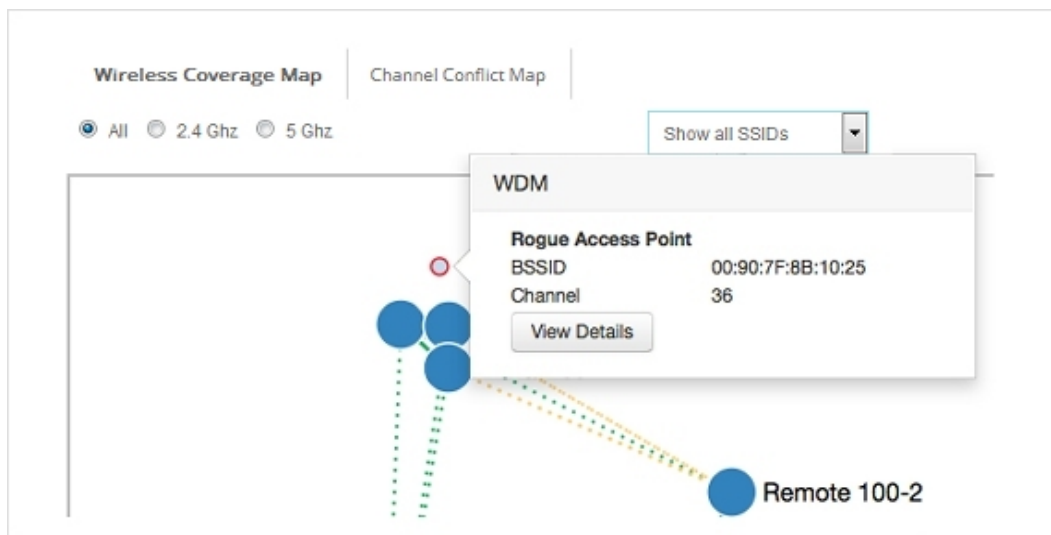 Wireless Coverage Map
Channel Conflict Map
All
2.4 Ghz
5 Ghz
Show all SSIDs
WDM
Rogue Access Point
BSSID 00:90:7F:8B:10:25
Channel 36
View Details
Remote 100-2